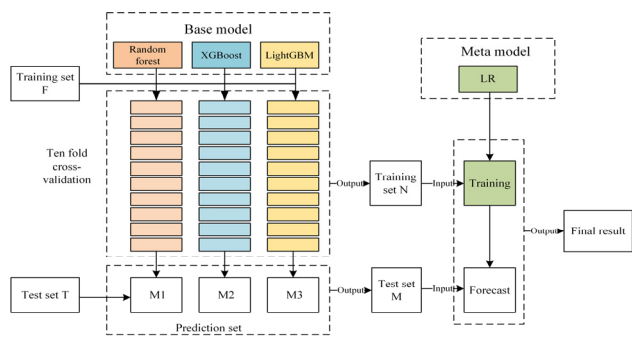 Base model
Random
forest
XGBoost
LightGBM
Meta model
LR
Training set
F
Ten fold
cross-
validation
Output
Training
set N
Input
Training
Output
Final result
Test set T
M1
M2
M3
Output
Test set
M
Input
Forecast
Prediction set